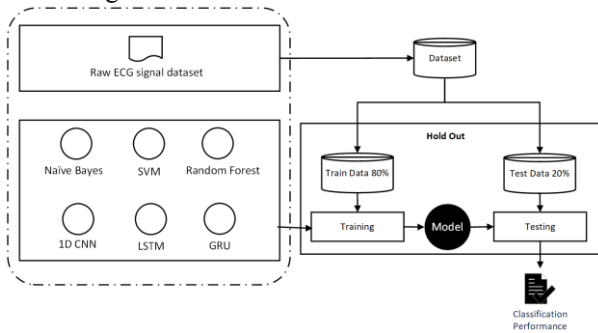 Raw ECG signal dataset
Dataset
Hold Out
Naïve Bayes
SVM
Random Forest
Train Data 80%
Test Data 20%
1D CNN
LSTM
GRU
Training
Model
Testing
Classification
Performance